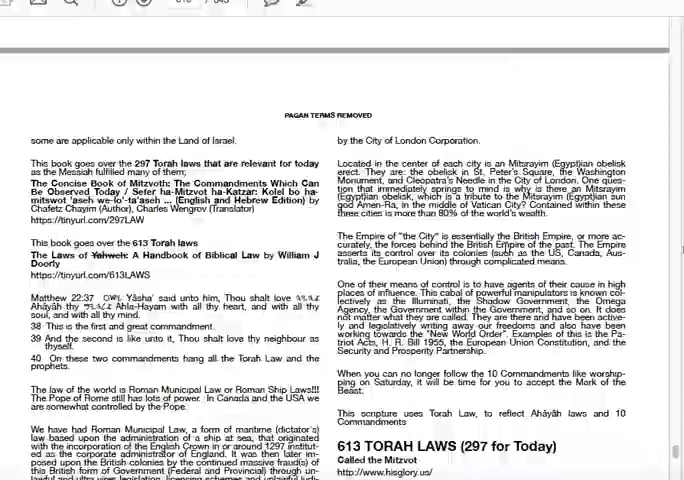 PAGAN TERMS REMOVED
some are applicable only within the Land of Israel.
This book goes over the 297 Torah laws that are relevant for today
as the Messiah fulfilled many of them;
The Concise Book of Mitzvoth: The Commandments Which Can
Be Observed Today / Sefer ha-Mitzvot ha-Katzar: Kolel bo ha-
mitswot 'aseh we-lo'-ta'aseh ... (English and Hebrew Edition) by
Chafetz Chayim (Author), Charles Wengrov (Translator)
https://tinyurl.com/297LAW
This book goes over the 613 Torah laws
The Laws of Yahweh: A Handbook of Biblical Law by William J
Doorly
https://tinyurl.com/613LAWS
Matthew 22:37 Yâsha' said unto him, Thou shalt love
Ahâyâh thy Ahla-Hayam with all thy heart, and with all thy
soul, and with all thy mind.
38 This is the first and great commandment.
39 And the second is like unto it, Thou shalt love thy neighbour as
thyself.
40 On these two commandments hang all the Torah Law and the
prophets.
The law of the world is Roman Municipal Law or Roman Ship Laws!!!
The Pope of Rome still has lots of power. In Canada and the USA we
are somewhat controlled by the Pope.
We have had Roman Municipal Law, a form of maritime (dictator's)
law based upon the administration of a ship at sea, that originated
with the incorporation of the English Crown in or around 1297 institut-
ed as the corporate administrator of England. It was then later im-
posed upon the British colonies by the continued massive fraud(s) of
this British form of Government (Federal and Provincial) through un-
lawful and ultra vires legislation, licensing schemes and unlawful
by the City of London Corporation.
Located in the center of each city is an Mitsrayim (Egypt)ian obelisk
erect. They are: the obelisk in St. Peter's Square, the Washington
Monument, and Cleopatra's Needle in the City of London. One ques-
tion that immediately springs to mind is why is there an Mitsrayim
(Egypt)ian obelisk, which is a tribute to the Mitsrayim (Egypt)ian sun
god Amen-Ra, in the middle of Vatican City? Contained within these
three cities is more than 80% of the world's wealth.
The Empire of "the City" is essentially the British Empire, or more ac-
curately, the forces behind the British Empire of the past. The Empire
asserts its control over its colonies (such as the US, Canada, Aus-
tralia, the European Union) through complicated means.
One of their means of control is to have agents of their cause in high
places of influence. This cabal of powerful manipulators is known col-
lectively as the Illuminati, the Shadow Government, the Omega
Agency, the Government within the Government, and so on. It does
not matter what they are called. They are there and have been active-
ly and legislatively writing away our freedoms and also have been
working towards the "New World Order". Examples of this is the Pa-
triot Acts, H. R. Bill 1955, the European Union Constitution, and the
Security and Prosperity Partnership.
When you can no longer follow the 10 Commandments like worship-
ping on Saturday, it will be time for you to accept the Mark of the
Beast.
This scripture uses Torah Law, to reflect Ahâyâh laws and 10
Commandments
613 TORAH LAWS (297 for Today)
Called the Mitzvot
http://www.hisglory.us/